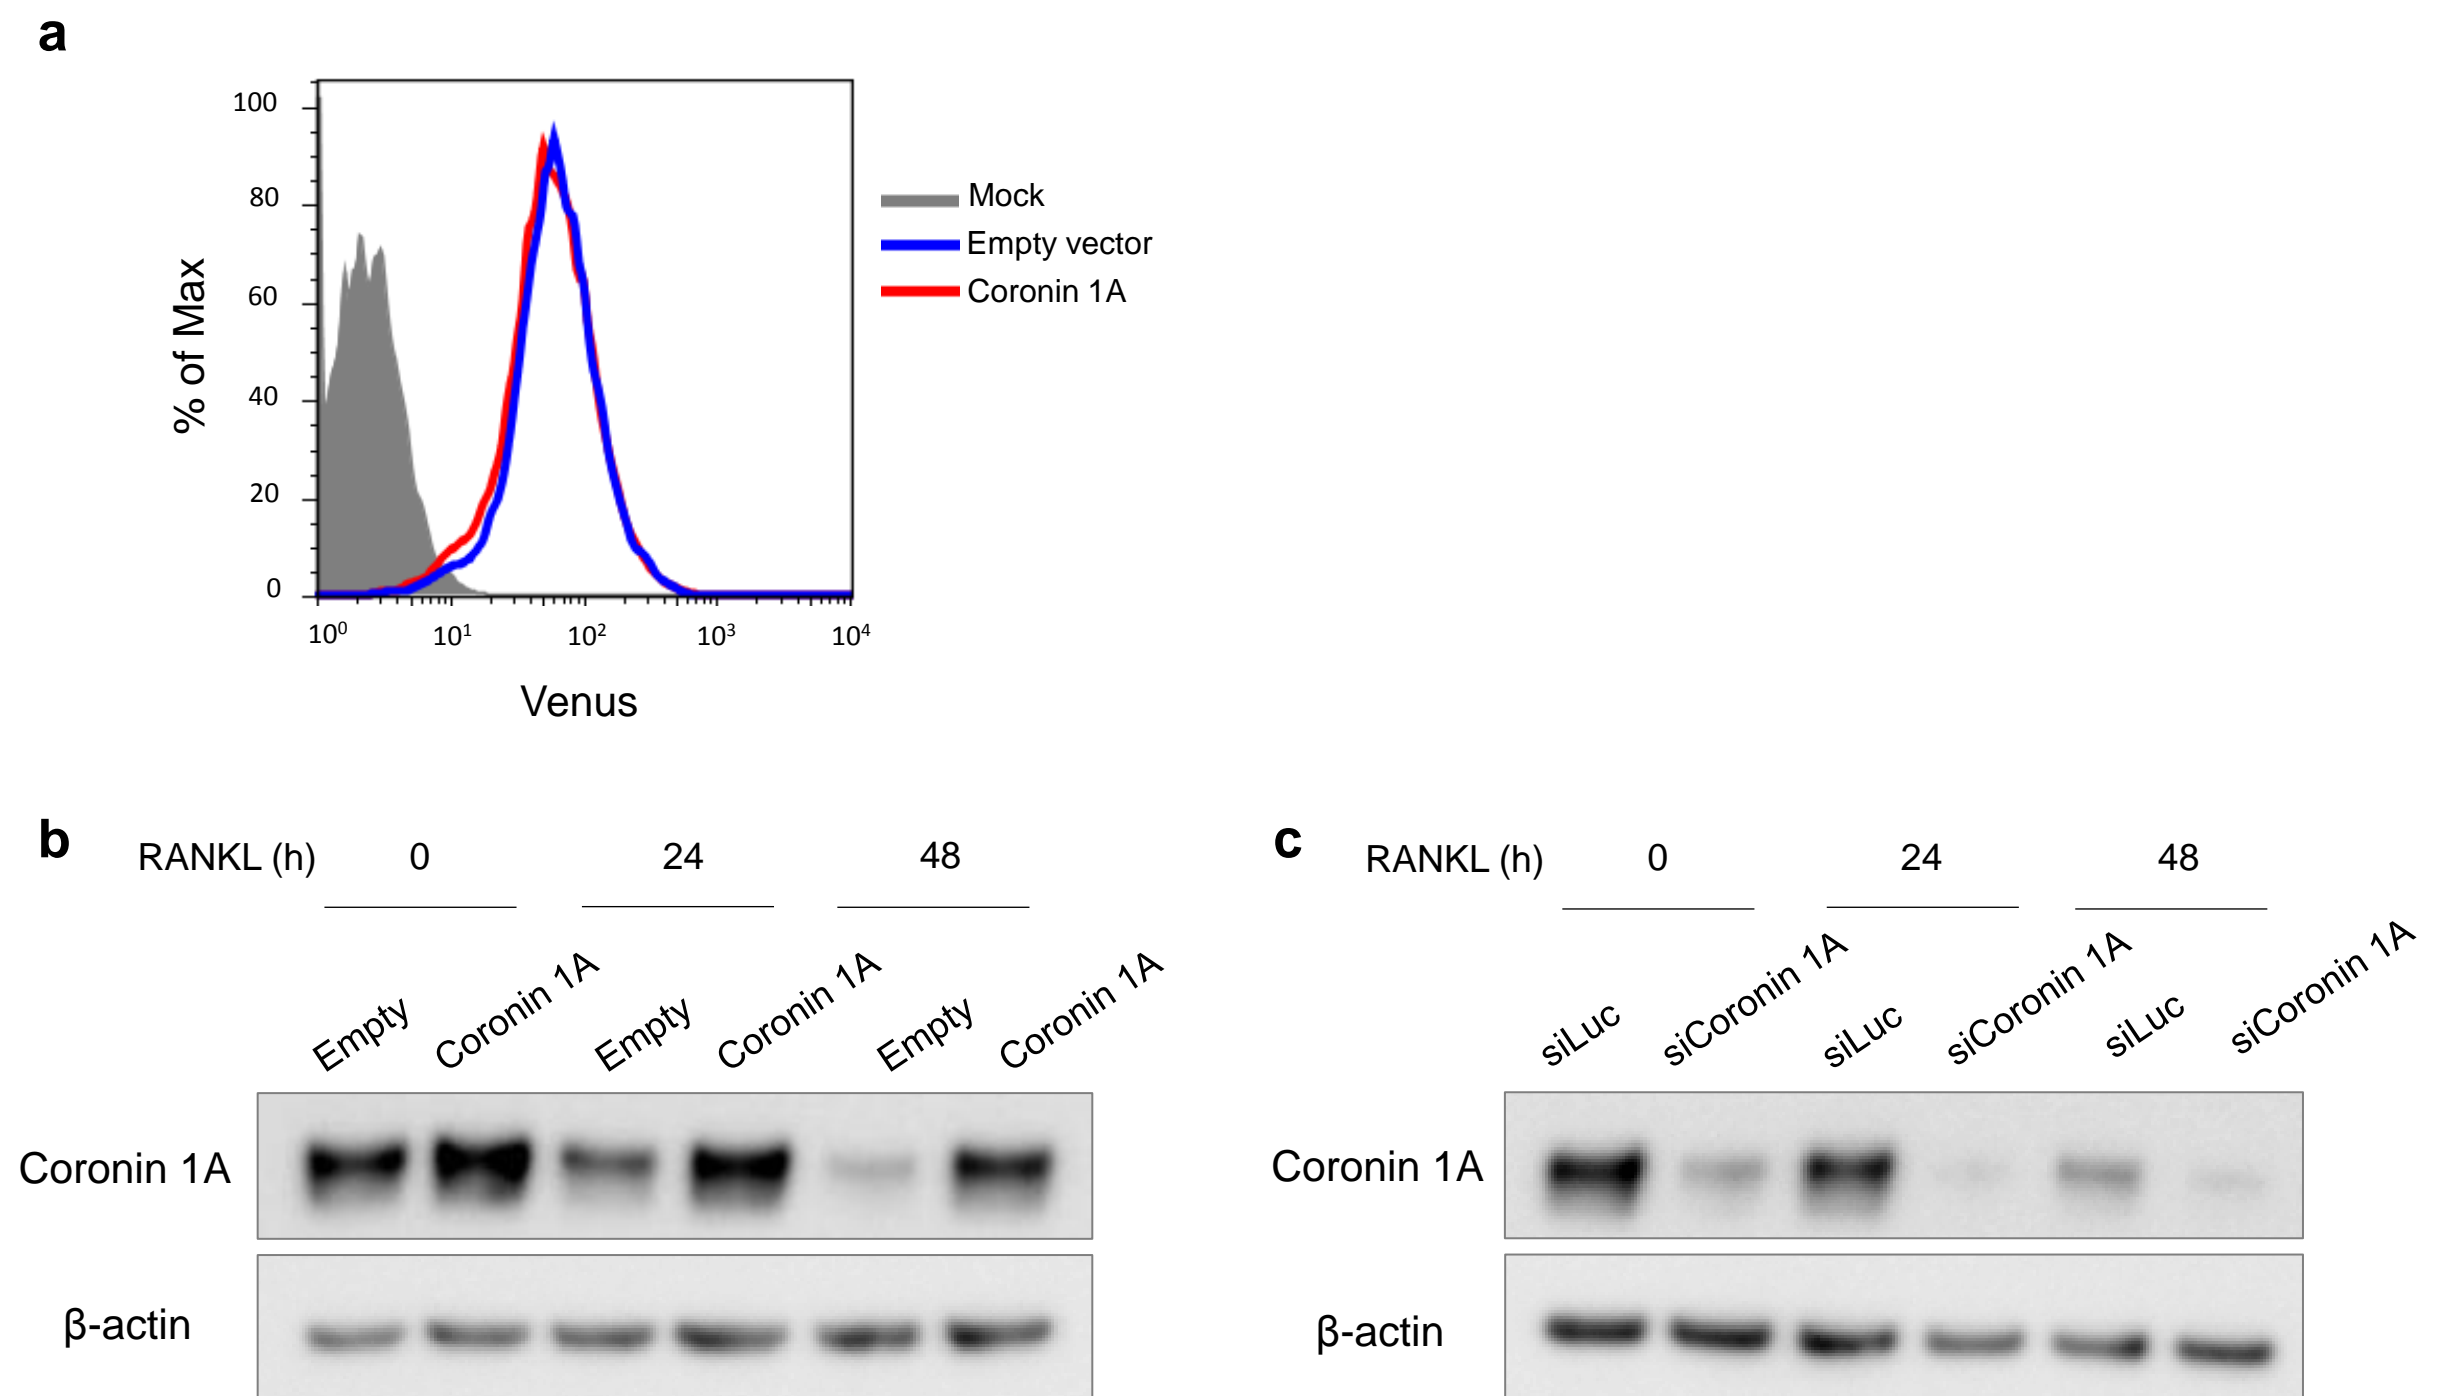 a
100
80
60
40
20
0
% of Max
10⁰ 10¹ 10² 10³ 10⁴
Venus
Mock
Empty vector
Coronin 1A
b
RANKL (h) 0 24 48
Empty Coronin 1A Empty Coronin 1A Empty Coronin 1A
Coronin 1A
β-actin
c
RANKL (h) 0 24 48
siLuc siCoronin 1A siLuc siCoronin 1A siLuc siCoronin 1A
Coronin 1A
β-actin